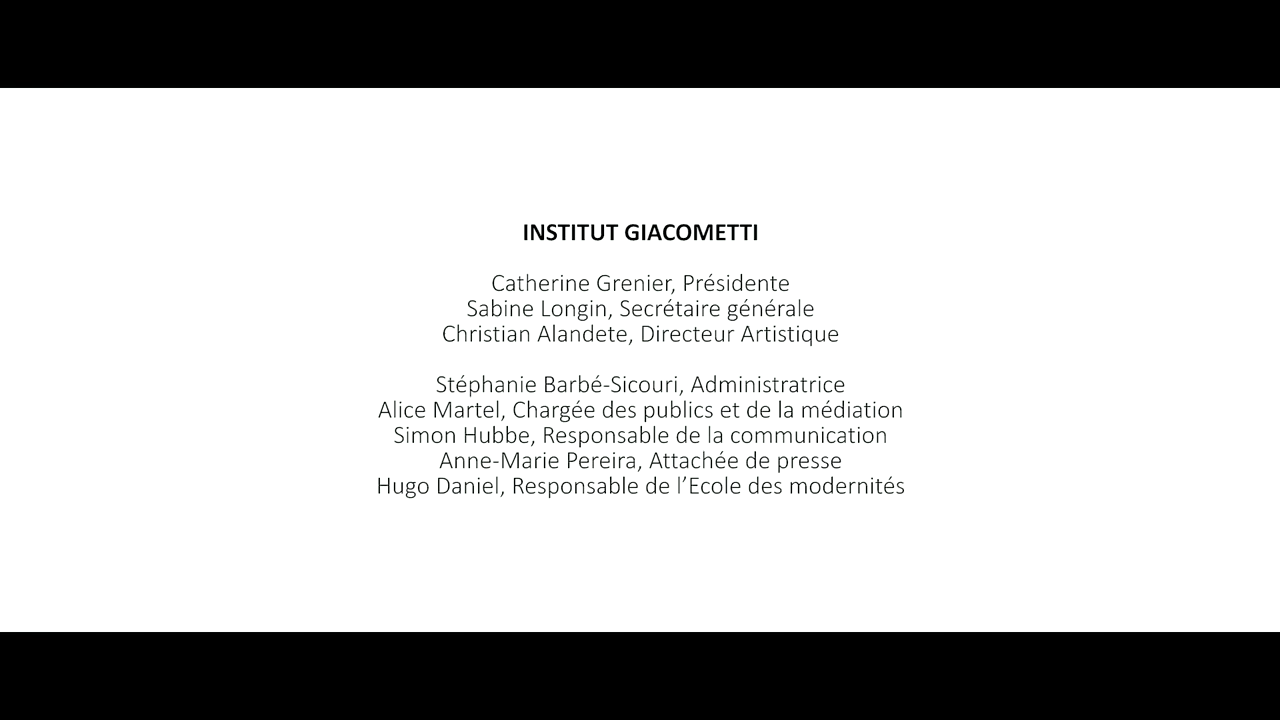 INSTITUT GIACOMETTI
Catherine Grenier, Présidente
Sabine Longin, Secrétaire générale
Christian Alandete, Directeur Artistique
Stéphanie Barbé-Sicouri, Administratrice
Alice Martel, Chargée des publics et de la médiation
Simon Hubbe, Responsable de la communication
Anne-Marie Pereira, Attachée de presse
Hugo Daniel, Responsable de l’Ecole des modernités